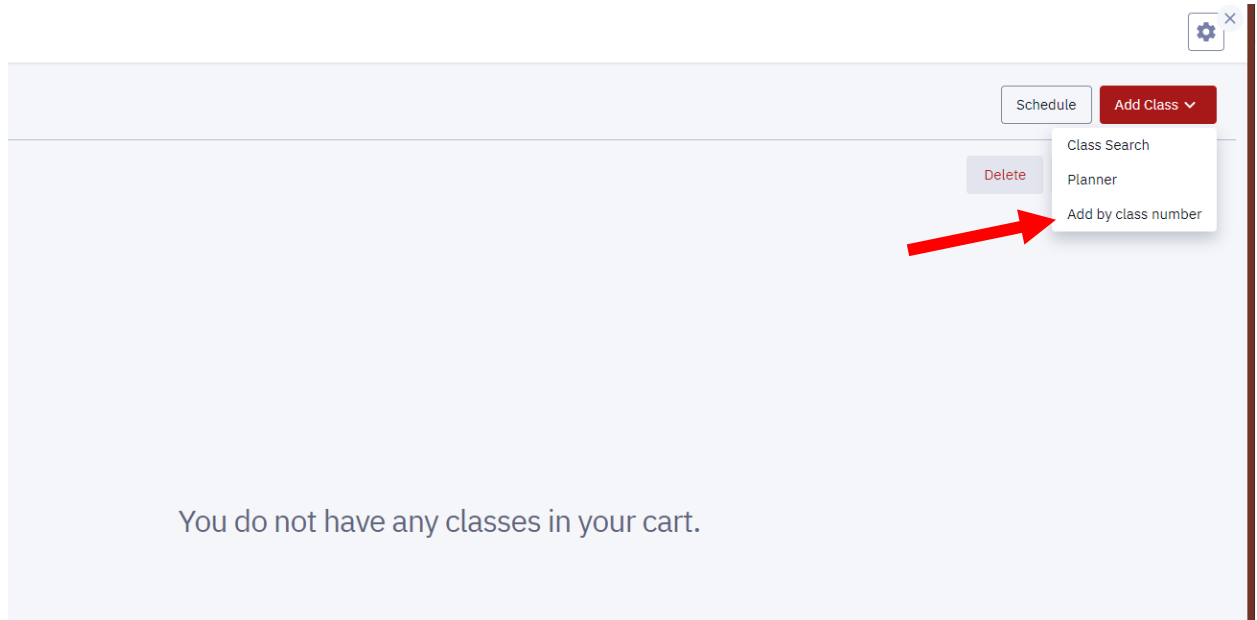 Schedule
Add Class
Class Search
Delete
Planner
Add by class number
You do not have any classes in your cart.